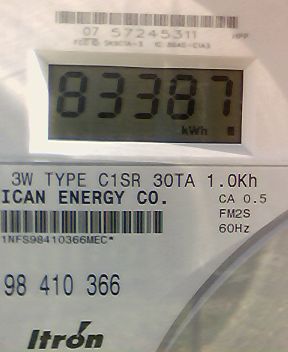 07 57245311
83387
kWh
3W TYPE C1SR 30TA 1.0Kh
ICAN ENERGY CO.
CA 0.5
FM2S
60Hz
1NFS98410366MEC*
98 410 366
Itrón